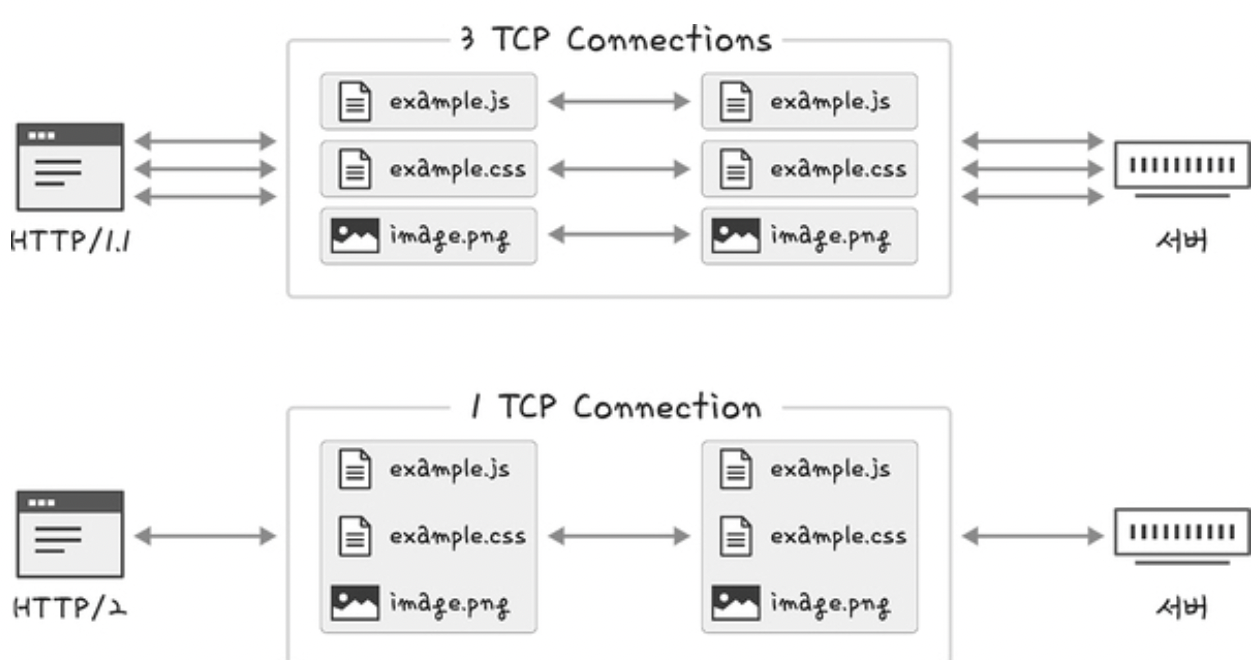 3 TCP Connections
example.js
example.js
example.css
example.css
image.png
image.png
HTTP/1.1
서버
1 TCP Connection
example.js
example.js
example.css
example.css
image.png
image.png
HTTP/2
서버